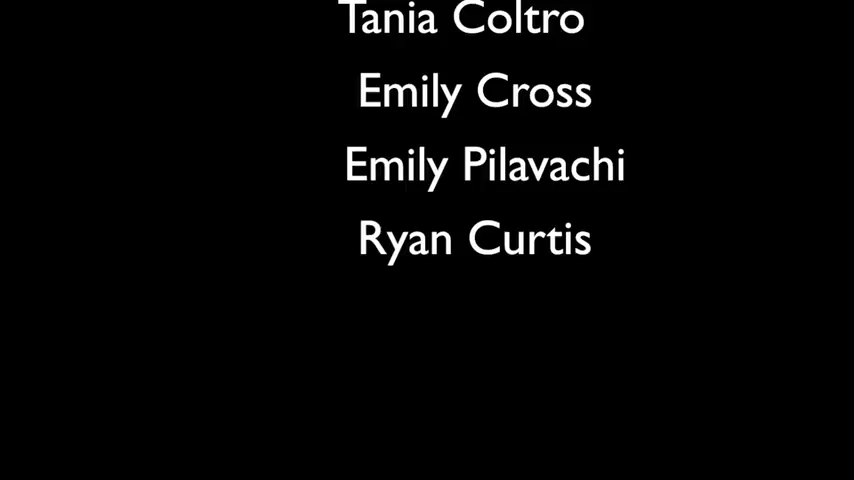 Tania Coltro
Emily Cross
Emily Pilavachi
Ryan Curtis